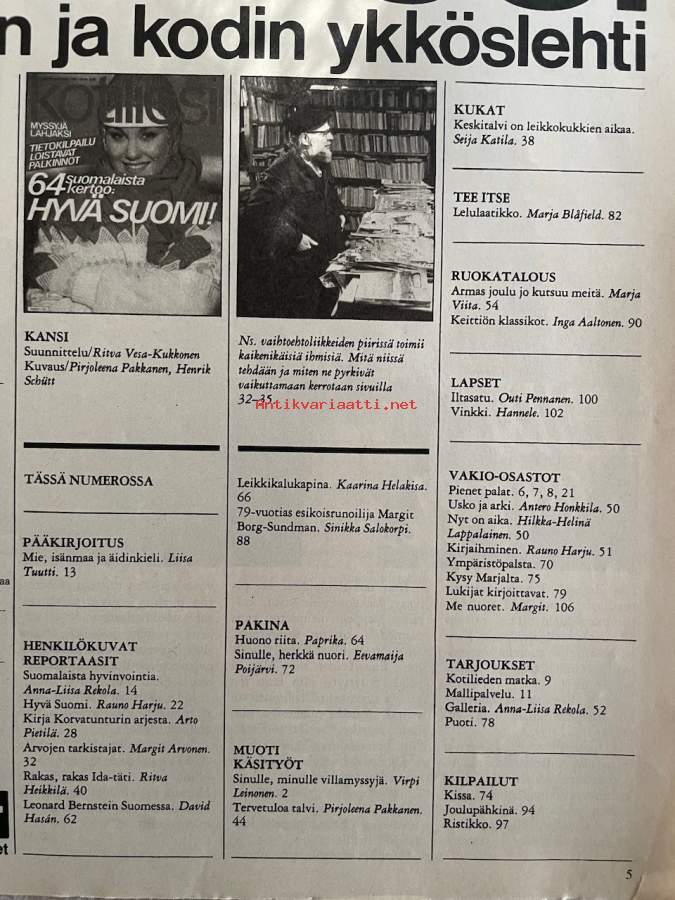 n ja kodin ykköslehti
kotiliesi
MYSSYJÄ
LAHJAKSI
TIETOKILPAILU
LOISTAVAT
PALKINNOT
64 suomalaista
kertoo:
HYVÄ SUOMI!
KANSI
Suunnittelu/Ritva Vesa-Kukkonen
Kuvaus/Pirjoleena Pakkanen, Henrik
Schütt
TÄSSÄ NUMEROSSA
PÄÄKIRJOITUS
Mie, isänmaa ja äidinkieli. Liisa
Tuutti. 13
HENKILÖKUVAT
REPORTAASIT
Suomalaista hyvinvointia.
Anna-Liisa Rekola. 14
Hyvä Suomi. Rauno Harju. 22
Kirja Korvatunturin arjesta. Arto
Pietilä. 28
Arvojen tarkistajat. Margit Arvonen.
32
Rakas, rakas Ida-täti. Ritva
Heikkilä. 40
Leonard Bernstein Suomessa. David
Hasán. 62
Ns. vaihtoehtoliikkeiden piirissä toimii
kaikenikäisiä ihmisiä. Mitä niissä
tehdään ja miten ne pyrkivät
vaikuttamaan kerrotaan sivuilla
32–35.
Antikvariaatti.net
Leikkikalukapina. Kaarina Helakisa.
66
79-vuotias esikoisrunoilija Margit
Borg-Sundman. Sinikka Salokorpi.
88
PAKINA
Huono riita. Paprika. 64
Sinulle, herkkä nuori. Eevamaija
Poijärvi. 72
MUOTI
KÄSITYÖT
Sinulle, minulle villamyssyjä. Virpi
Leinonen. 2
Tervetuloa talvi. Pirjoleena Pakkanen.
44
KUKAT
Keskitalvi on leikkokukkien aikaa.
Seija Katila. 38
TEE ITSE
Lelulaatikko. Marja Blåfield. 82
RUOKATALOUS
Armas joulu jo kutsuu meitä. Marja
Viita. 54
Keittiön klassikot. Inga Aaltonen. 90
LAPSET
Iltasatu. Outi Pennanen. 100
Vinkki. Hannele. 102
VAKIO-OSASTOT
Pienet palat. 6, 7, 8, 21
Usko ja arki. Antero Honkkila. 50
Nyt on aika. Hilkka-Helinä
Lappalainen. 50
Kirjaihminen. Rauno Harju. 51
Ympäristöpalsta. 70
Kysy Marjalta. 75
Lukijat kirjoittavat. 79
Me nuoret. Margit. 106
TARJOUKSET
Kotilieden matka. 9
Mallipalvelu. 11
Galleria. Anna-Liisa Rekola. 52
Puoti. 78
KILPAILUT
Kissa. 74
Joulupähkinä. 94
Ristikko. 97
5
aa
et